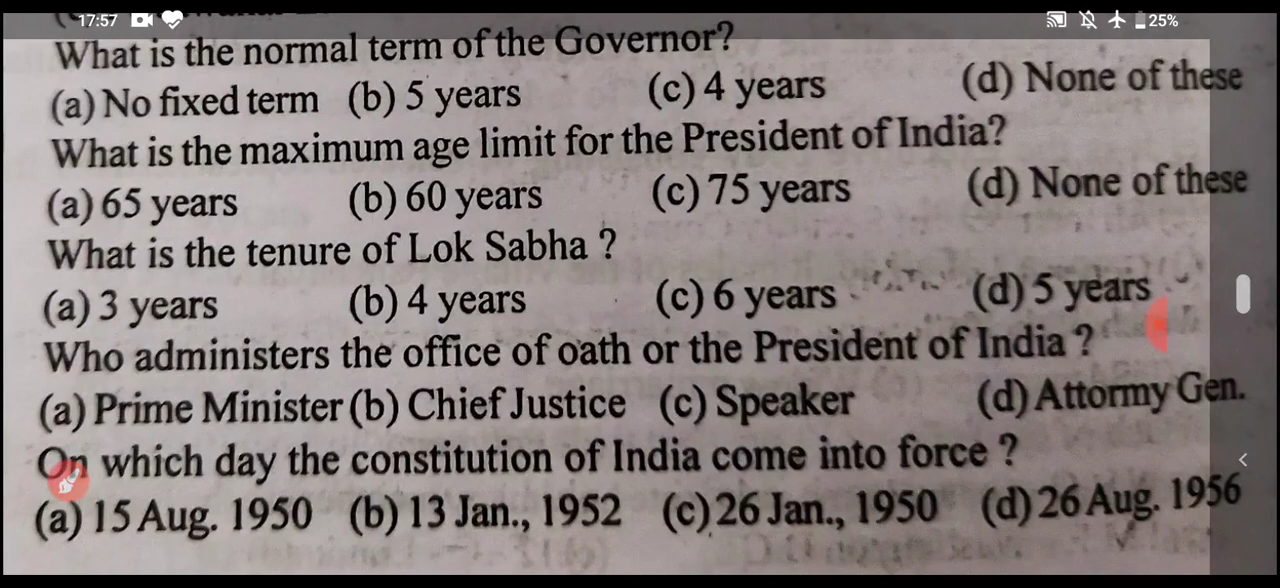 17:57 25%
What is the normal term of the Governor?
(a) No fixed term (b) 5 years (c) 4 years (d) None of these
What is the maximum age limit for the President of India?
(a) 65 years (b) 60 years (c) 75 years (d) None of these
What is the tenure of Lok Sabha ?
(a) 3 years (b) 4 years (c) 6 years (d) 5 years
Who administers the office of oath or the President of India ?
(a) Prime Minister (b) Chief Justice (c) Speaker (d) Attormy Gen.
On which day the constitution of India come into force ?
(a) 15 Aug. 1950 (b) 13 Jan., 1952 (c) 26 Jan., 1950 (d) 26 Aug. 1956